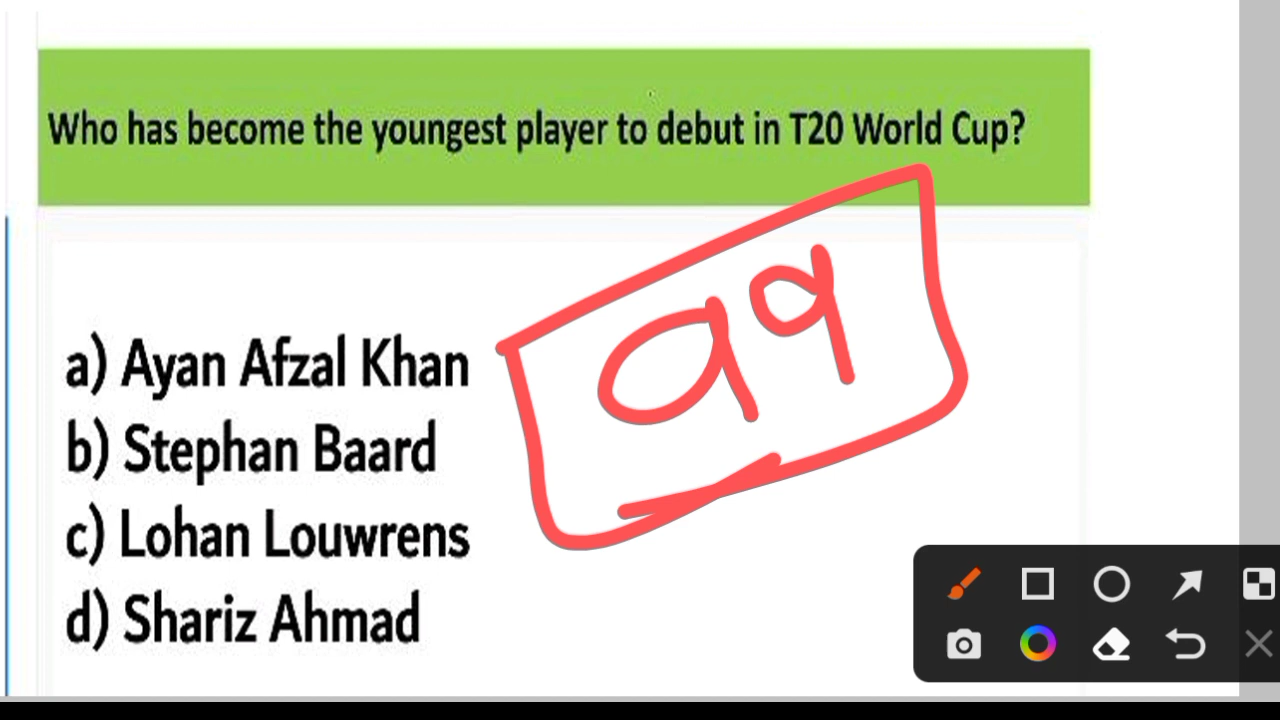 Who has become the youngest player to debut in T20 World Cup?
99
a) Ayan Afzal Khan
b) Stephan Baard
c) Lohan Louwrens
d) Shariz Ahmad